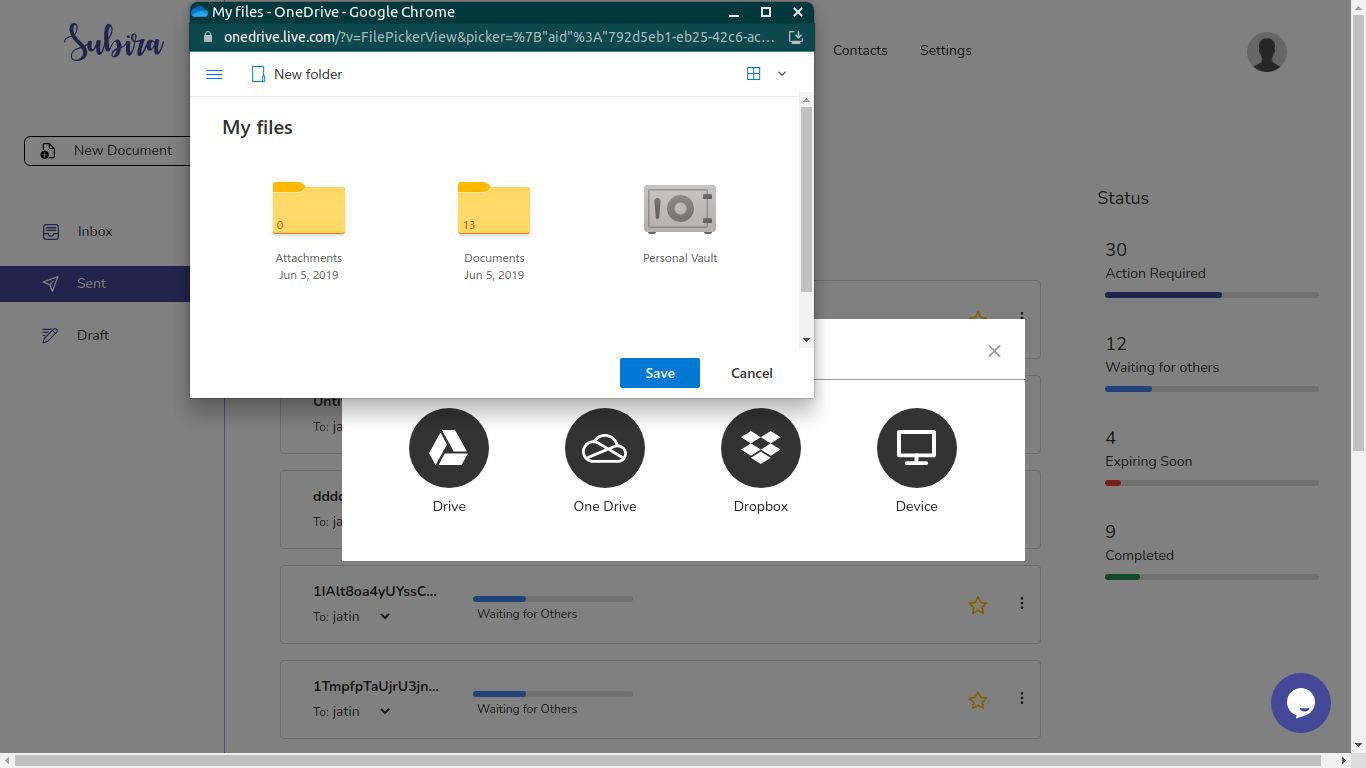 My files - OneDrive - Google Chrome
onedrive.live.com/?v=FilePickerView&picker=%7B"aid"%3A"792d5eb1-eb25-42c6-ac...
Subira
Contacts
Settings
New folder
My files
New Document
0
13
Attachments
Documents
Personal Vault
Jun 5, 2019
Jun 5, 2019
Inbox
Sent
Draft
Save
Cancel
Status
30
Action Required
12
Waiting for others
4
Expiring Soon
9
Completed
Unti
To: ja
dddd
To: ja
Drive
One Drive
Dropbox
Device
1IAlt8oa4yUYssC...
To: jatin
Waiting for Others
1TmpfpTaUjrU3jn...
To: jatin
Waiting for Others